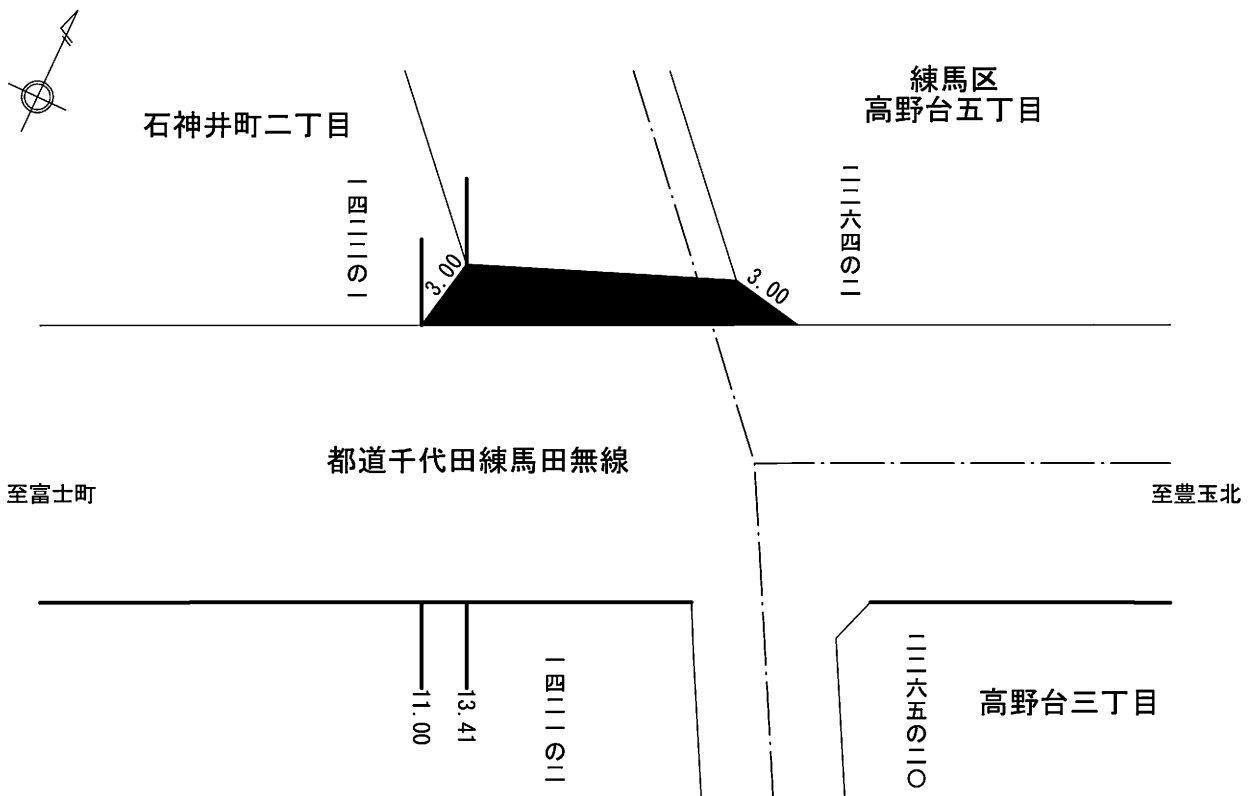 練馬区
高野台五丁目
石神井町二丁目
一四二二の一
二二六四の二
3.00
3.00
都道千代田練馬田無線
至富士町
至豊玉北
11.00
13.41
一四二一の二
二二六五の二〇
高野台三丁目